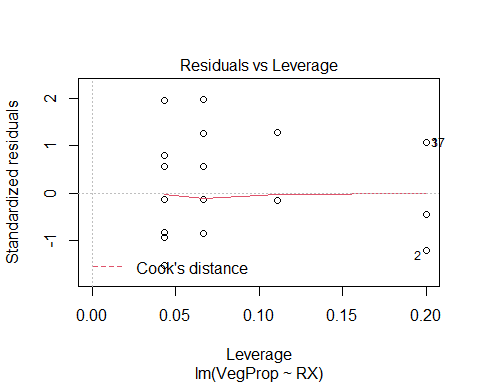 Residuals vs Leverage
Standardized residuals
2
1
0
-1
2
Cook's distance
0.00 0.05 0.10 0.15 0.20
Leverage
lm(VegProp ~ RX)